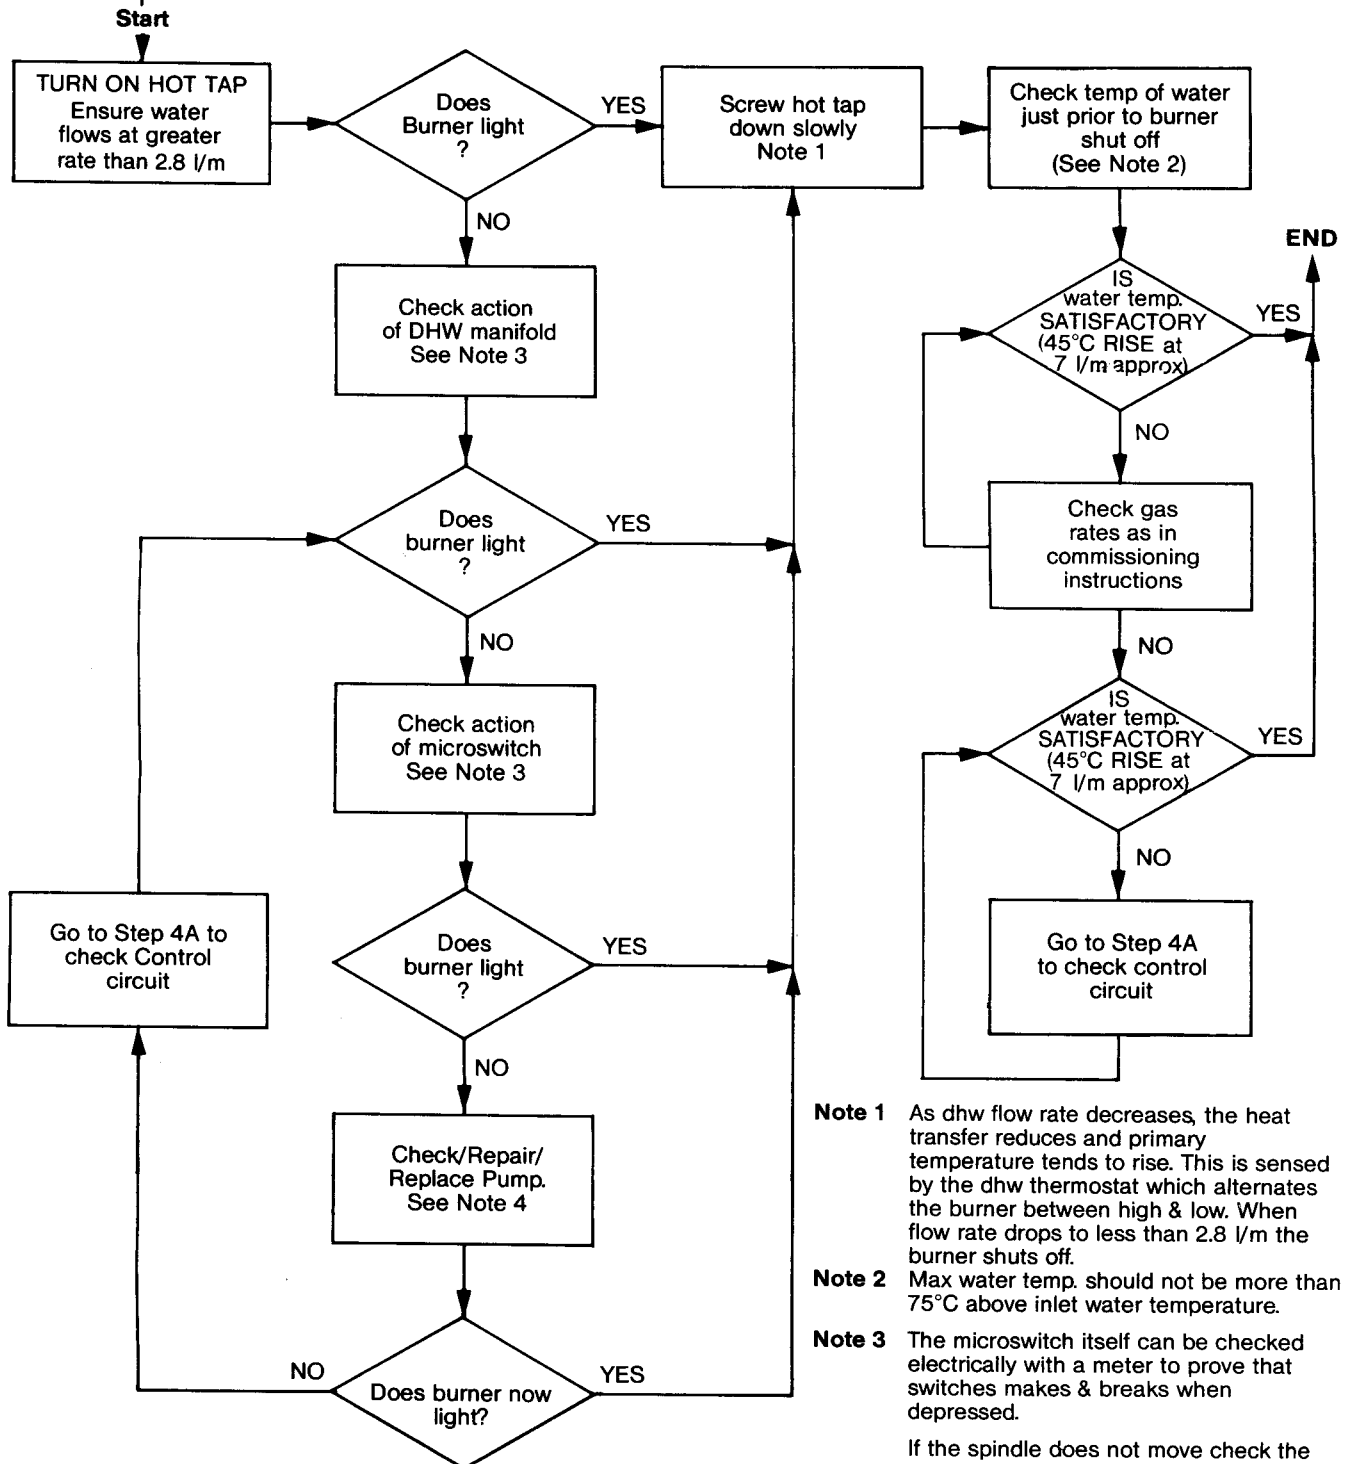 Start
TURN ON HOT TAP
Ensure water
flows at greater
rate than 2.8 l/m
Does
Burner light
?
YES
Screw hot tap
down slowly
Note 1
Check temp of water
just prior to burner
shut off
(See Note 2)
NO
END
Check action
of DHW manifold
See Note 3
IS
water temp.
SATISFACTORY
(45°C RISE at
7 l/m approx)
YES
NO
Does
burner light
?
YES
Check gas
rates as in
commissioning
instructions
NO
NO
Check action
of microswitch
See Note 3
IS
water temp.
SATISFACTORY
(45°C RISE at
7 l/m approx)
YES
NO
Go to Step 4A to
check Control
circuit
Does
burner light
?
YES
Go to Step 4A
to check control
circuit
NO
Check/Repair/
Replace Pump.
See Note 4
NO
Does burner now
light?
YES
Note 1 As dhw flow rate decreases, the heat
transfer reduces and primary
temperature tends to rise. This is sensed
by the dhw thermostat which alternates
the burner between high & low. When
flow rate drops to less than 2.8 l/m the
burner shuts off.
Note 2 Max water temp. should not be more than
75°C above inlet water temperature.
Note 3 The microswitch itself can be checked
electrically with a meter to prove that
switches makes & breaks when
depressed.
If the spindle does not move check the